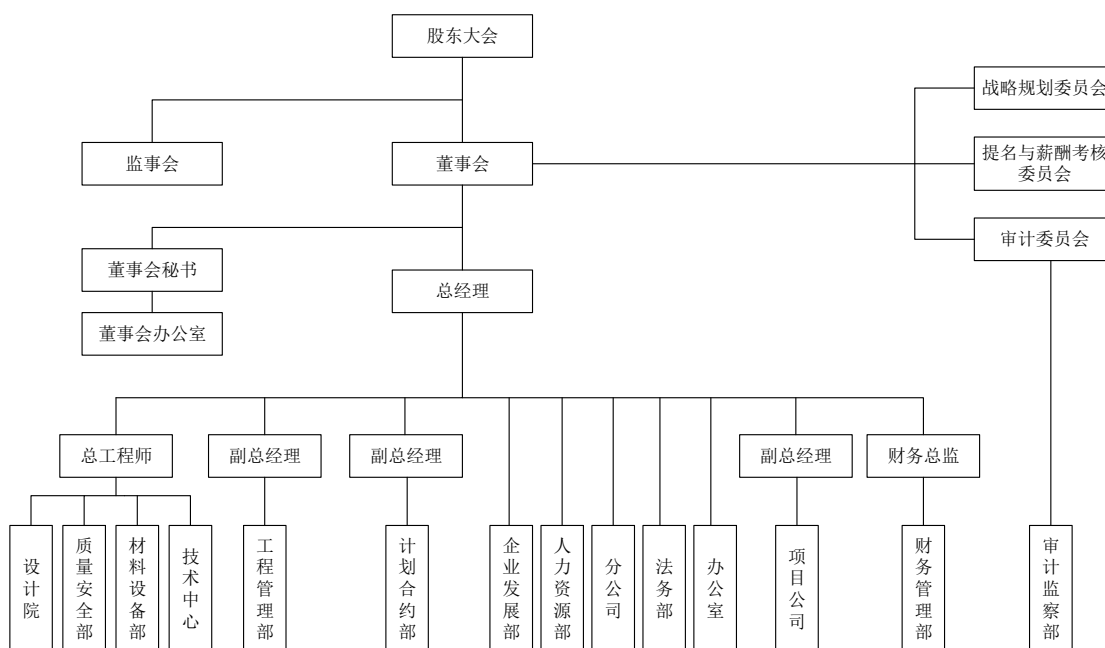 股东大会
战略规划委员会
监事会
董事会
提名与薪酬考核
委员会
审计委员会
董事会秘书
总经理
董事会办公室
总工程师
副总经理
副总经理
副总经理
财务总监
设计院
质量安全部
材料设备部
技术中心
工程管理部
计划合约部
企业发展部
人力资源部
分公司
法务部
办公室
项目公司
财务管理部
审计监察部